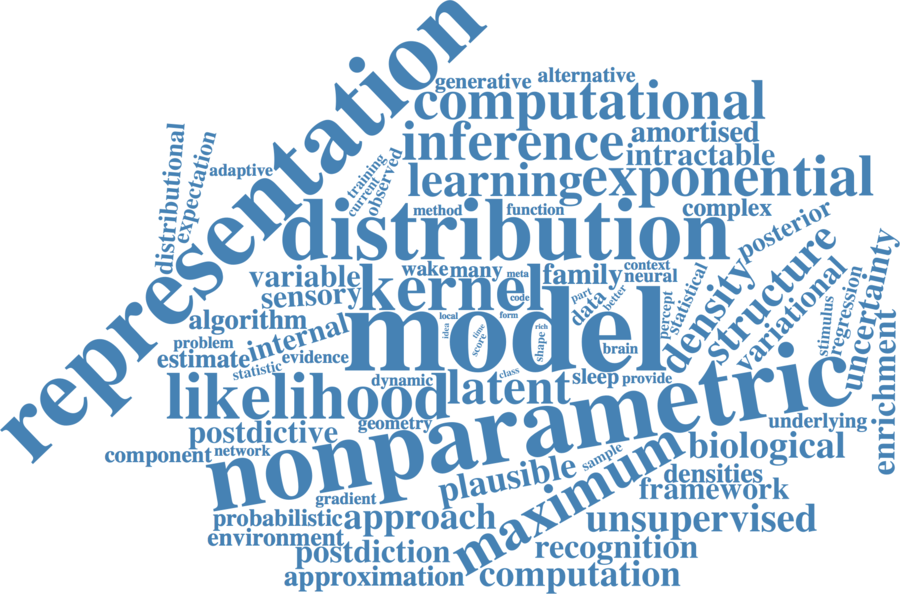 representation
generative
alternative
computational
inference
amortised
intractable
learning
exponential
distributional
expectation
adaptive
training
current
observed
method
function
complex
distribution
posterior
variable
wake
many
meta
family
context
neural
sensory
kernel
code
part
data
better
percept
statistical
density
structure
variational
stimulus
regression
uncertainty
enrichment
algorithm
internal
local
form
idea
time
score
rich
shape
model
brain
problem
estimate
evidence
statistic
dynamic
class
latent
sleep
provide
likelihood
geometry
nonparametric
underlying
postdictive
component
network
gradient
plausible
sample
maximum
biological
densities
framework
probabilistic
approach
unsupervised
environment
postdiction
recognition
approximation
computation